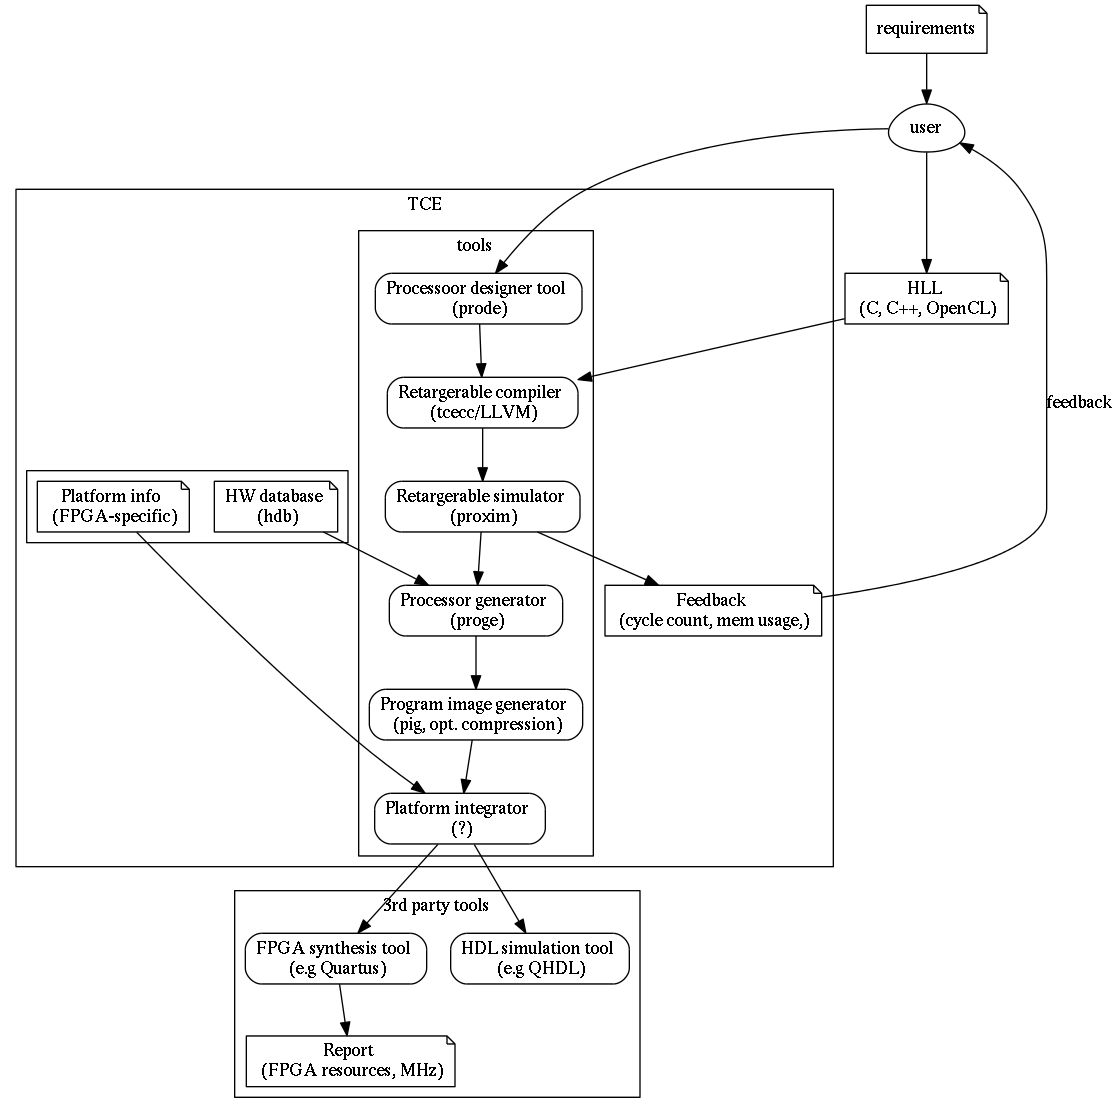 requirements
user
TCE
tools
Processoor designer tool
(prode)
HLL
(C, C++, OpenCL)
Retargerable compiler
(tcecc/LLVM)
feedback
Platform info
(FPGA-specific)
HW database
(hdb)
Retargerable simulator
(proxim)
Processor generator
(proge)
Feedback
(cycle count, mem usage,)
Program image generator
(pig, opt. compression)
Platform integrator
(?)
3rd party tools
FPGA synthesis tool
(e.g Quartus)
HDL simulation tool
(e.g QHDL)
Report
(FPGA resources, MHz)